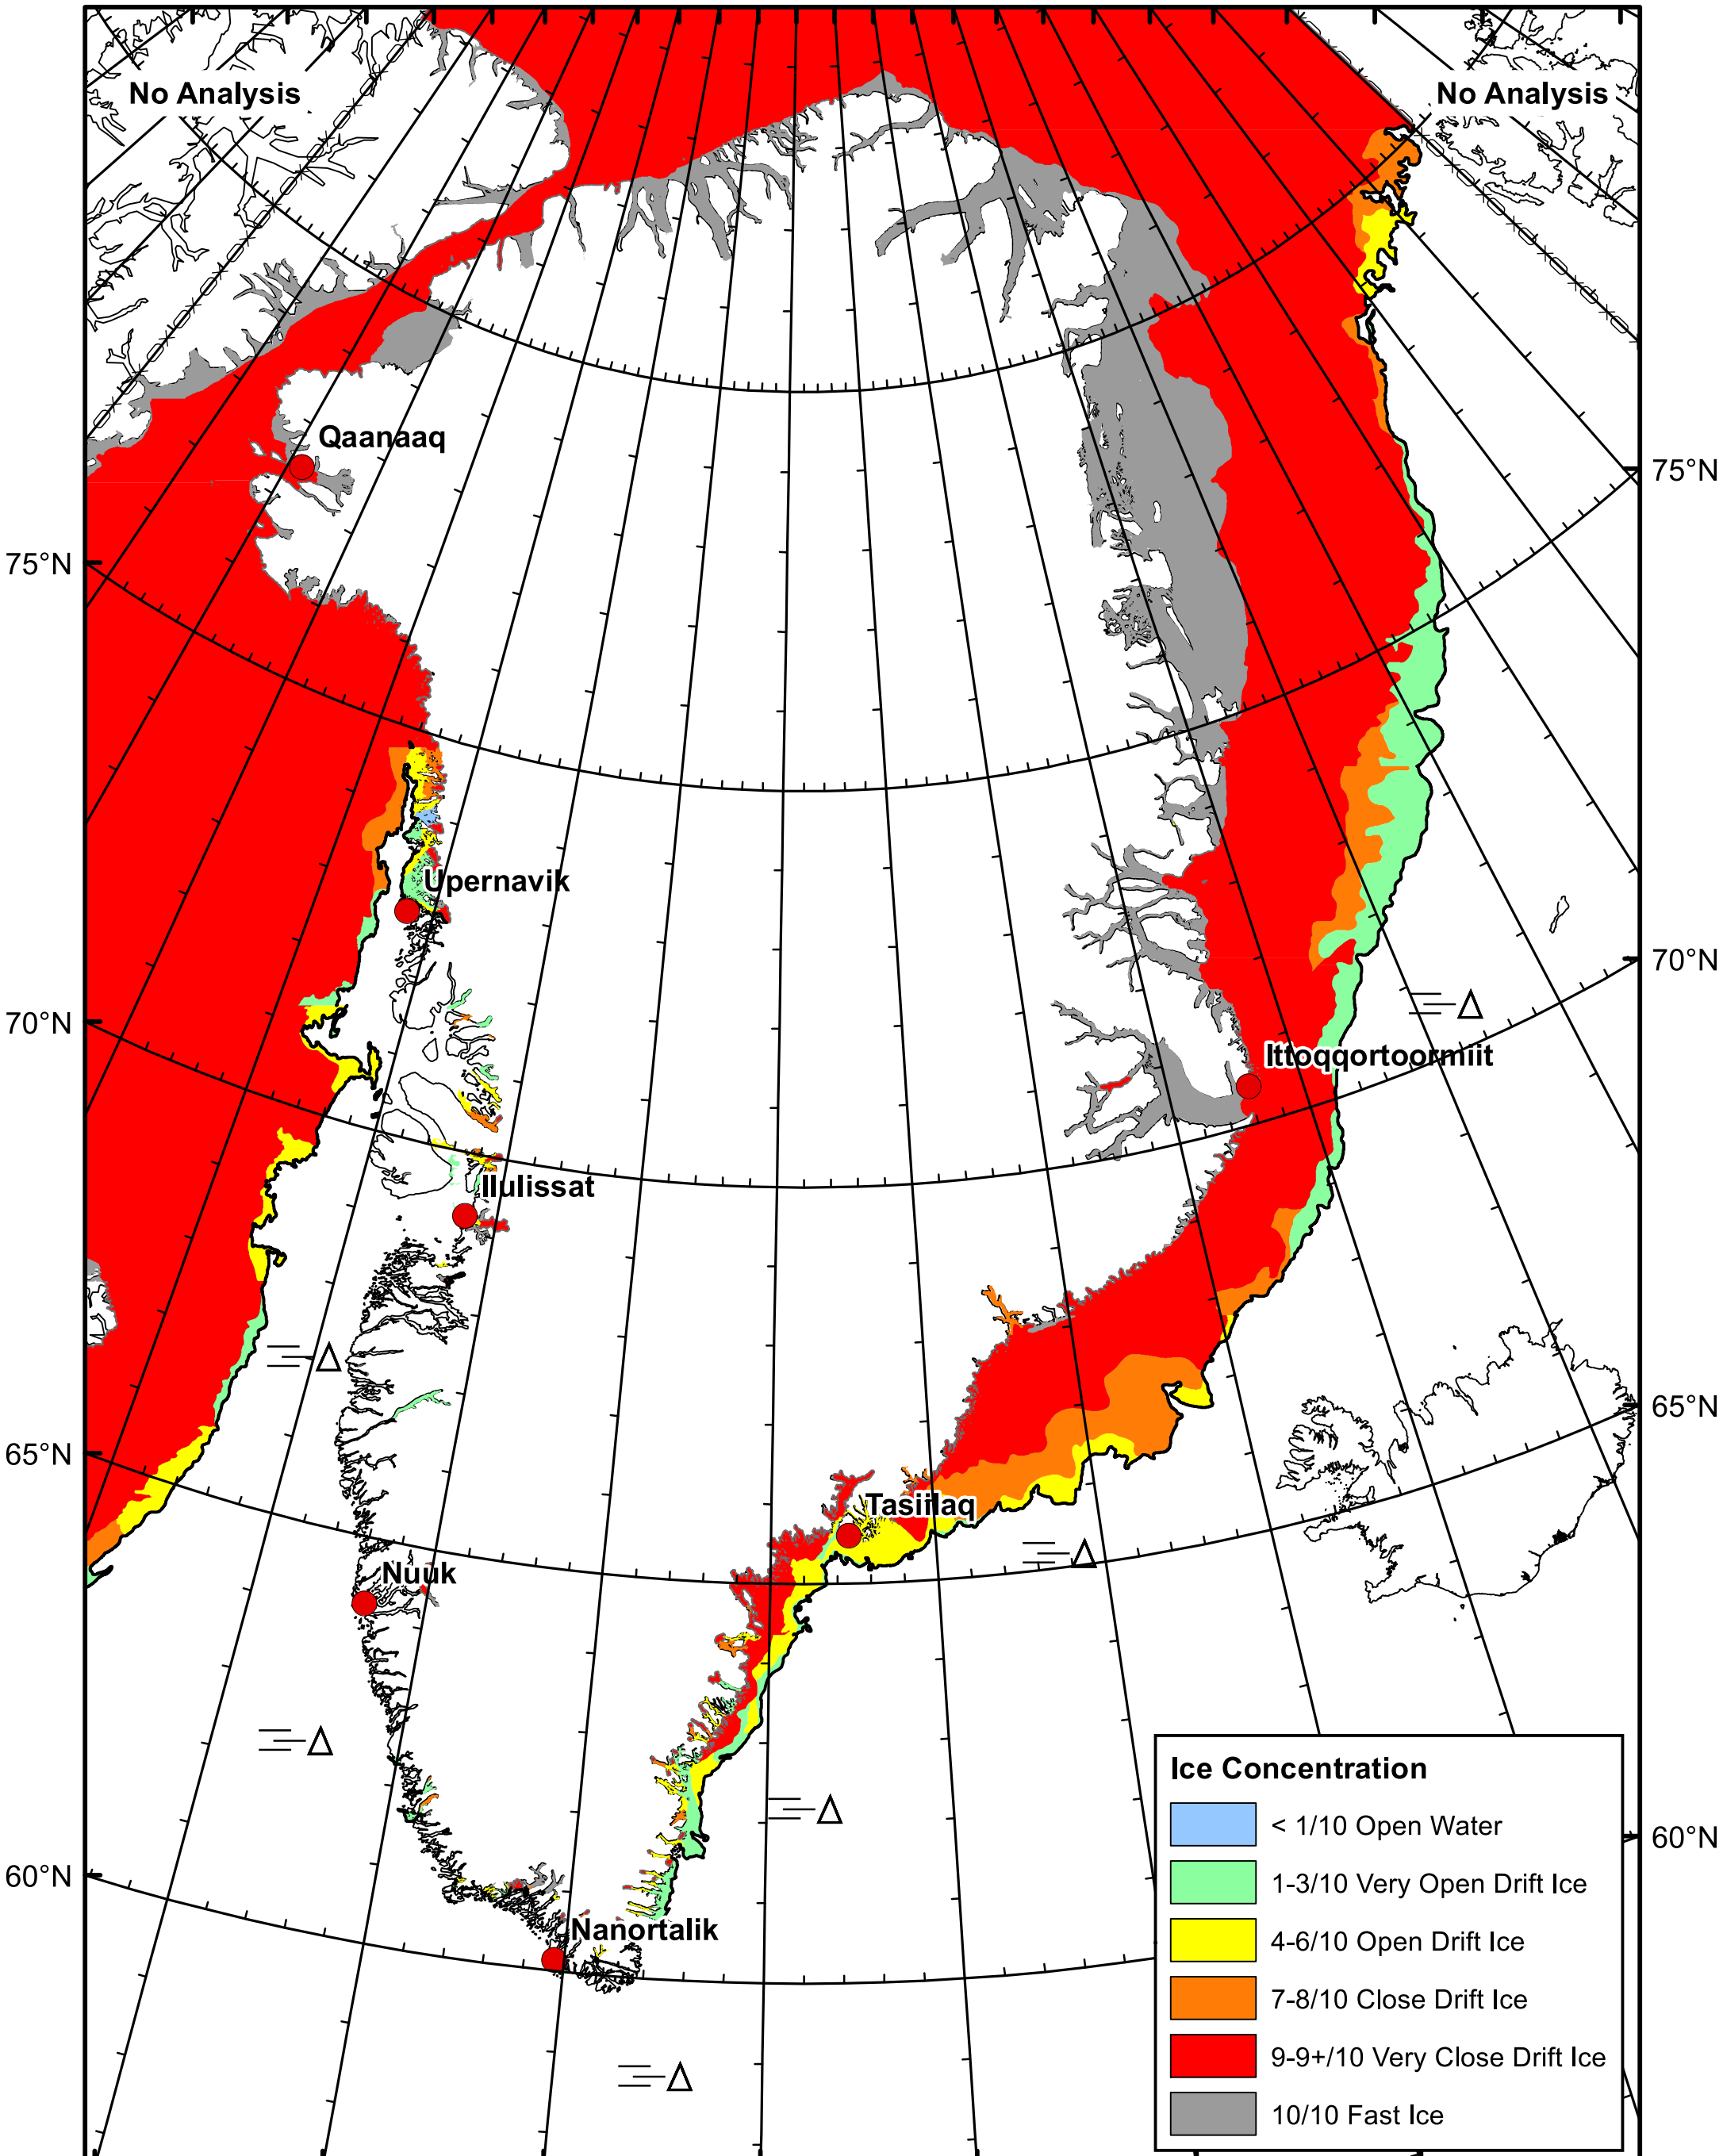 No Analysis
No Analysis
Qaanaaq
75°N
75°N
Upernavik
70°N
70°N
Ittoqqortoormiit
Ilulissat
65°N
65°N
Tasiilaq
Nuuk
60°N
60°N
Nanortalik
Ice Concentration
< 1/10 Open Water
1-3/10 Very Open Drift Ice
4-6/10 Open Drift Ice
7-8/10 Close Drift Ice
9-9+/10 Very Close Drift Ice
10/10 Fast Ice